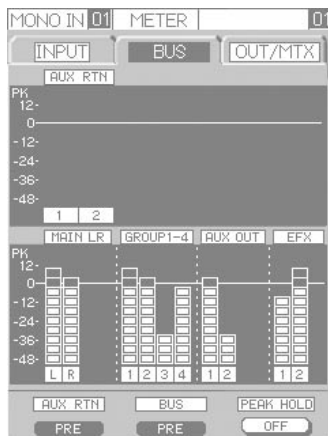 MONO IN 01 METER 01
INPUT BUS OUT/MTX
AUX RTN
PK
12-
0-
-12-
-24-
-36-
-48-
1 2
MAIN LR GROUP1-4 AUX OUT EFX
PK
12-
0-
-12-
-24-
-36-
-48-
L R 1 2 3 4 1 2 1 2
AUX RTN BUS PEAK HOLD
PRE PRE OFF